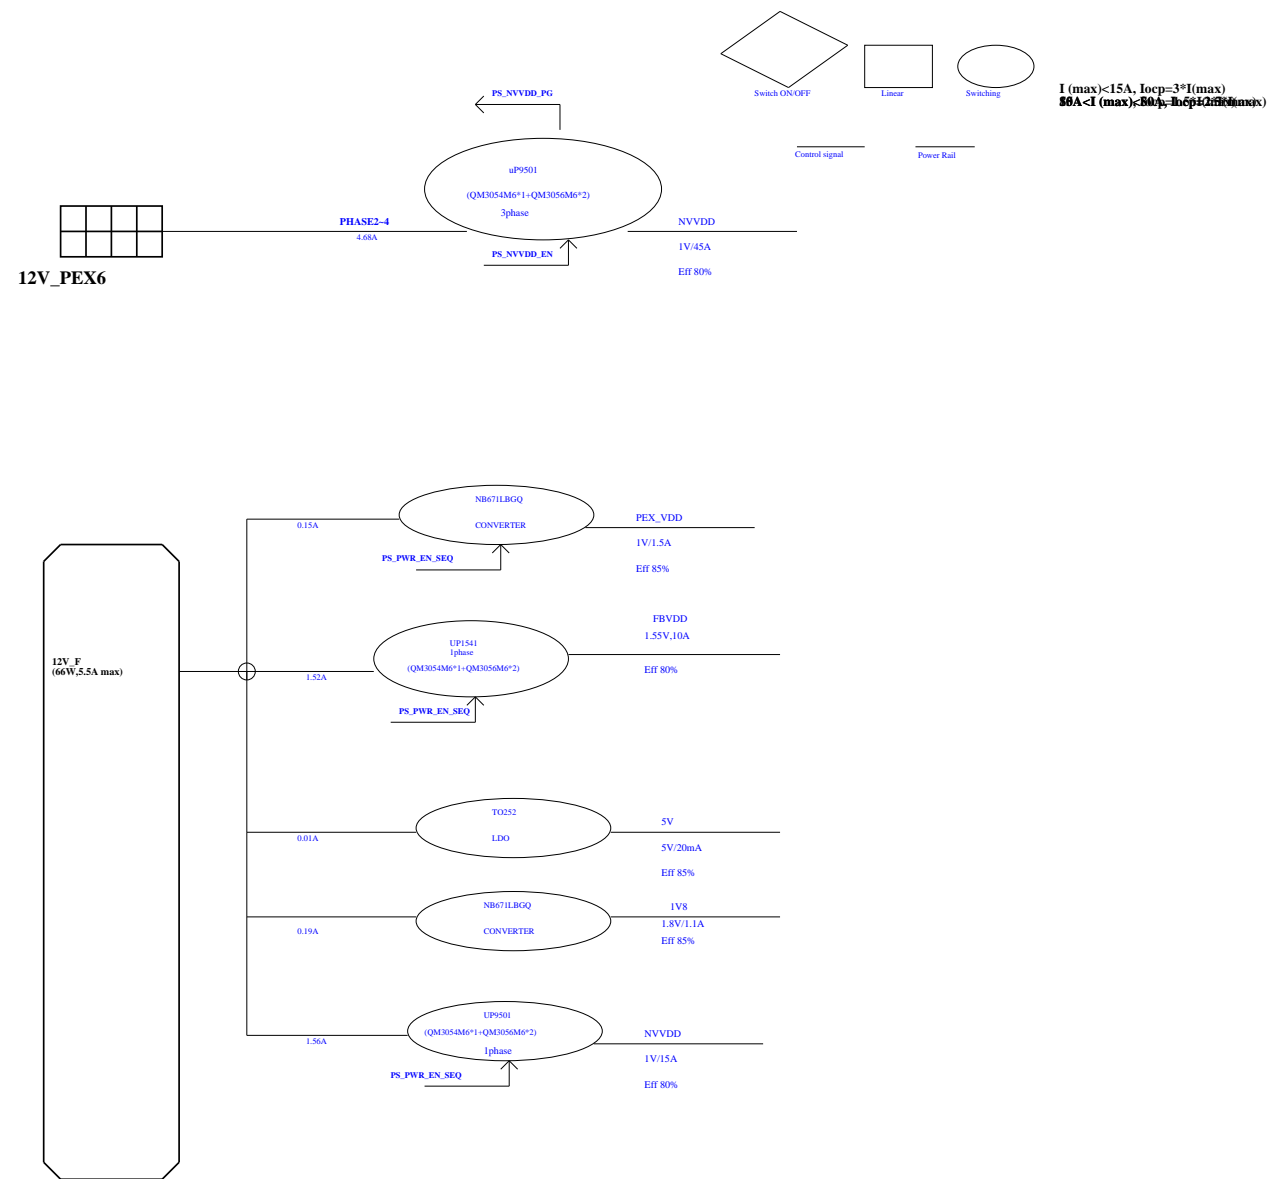 Switch ON/OFF
Linear
Switching
I (max)<15A, Iocp=3*I(max)
Control signal
Power Rail
PS_NVVDD_PG
uP9501
(QM3054M6*1+QM3056M6*2)
3phase
PHASE2~4
4.68A
PS_NVVDD_EN
NVVDD
1V/45A
Eff 80%
12V_PEX6
NB671LBGQ
CONVERTER
0.15A
PS_PWR_EN_SEQ
PEX_VDD
1V/1.5A
Eff 85%
12V_F
(66W,5.5A max)
UP1541
1phase
(QM3054M6*1+QM3056M6*2)
1.52A
PS_PWR_EN_SEQ
FBVDD
1.55V,10A
Eff 80%
TO252
LDO
0.01A
5V
5V/20mA
Eff 85%
NB671LBGQ
CONVERTER
0.19A
1V8
1.8V/1.1A
Eff 85%
UP9501
(QM3054M6*1+QM3056M6*2)
1phase
1.56A
PS_PWR_EN_SEQ
NVVDD
1V/15A
Eff 80%